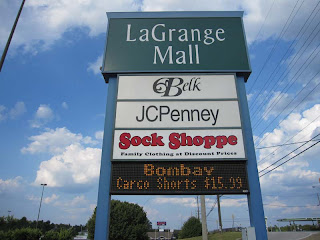 LaGrange
Mall
Belk
JCPenney
Sock Shoppe
Family Clothing at Discount Prices
Bombay
Cargo Shorts $15.99